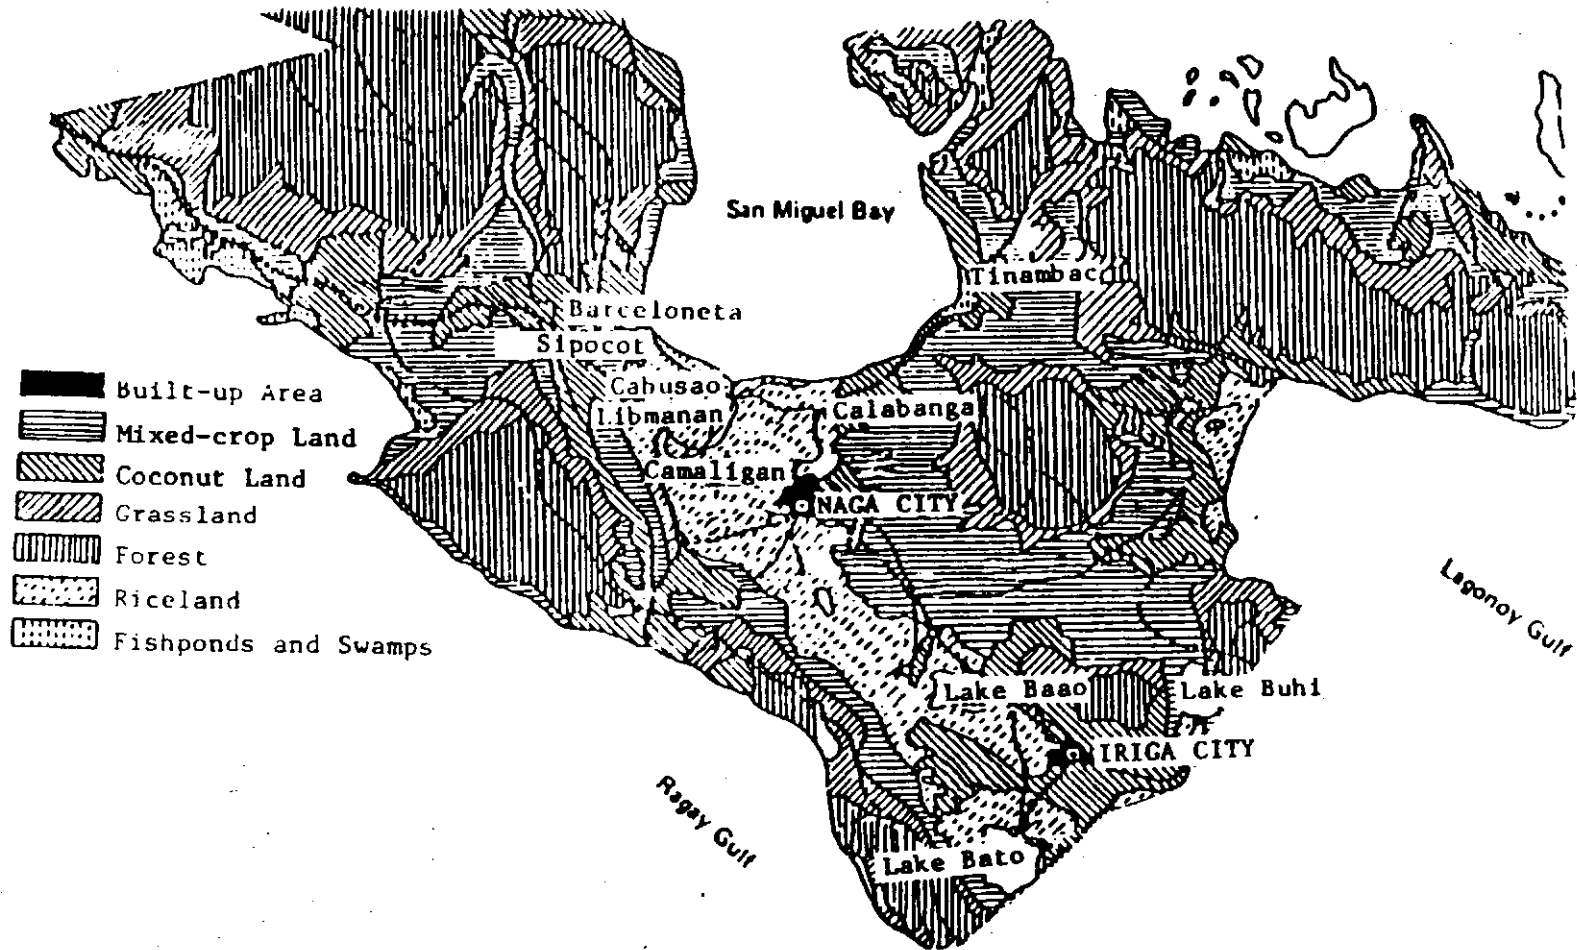 San Miguel Bay
Tinambac
Barceloneta
Sipocot
Cabusao
Libmanan
Calabanga
Camaligan
NAGA CITY
Built-up Area
Mixed-crop Land
Coconut Land
Grassland
Forest
Riceland
Fishponds and Swamps
Lagonoy Gulf
Lake Baao
Lake Buhi
IRIGA CITY
Ragay Gulf
Lake Bato